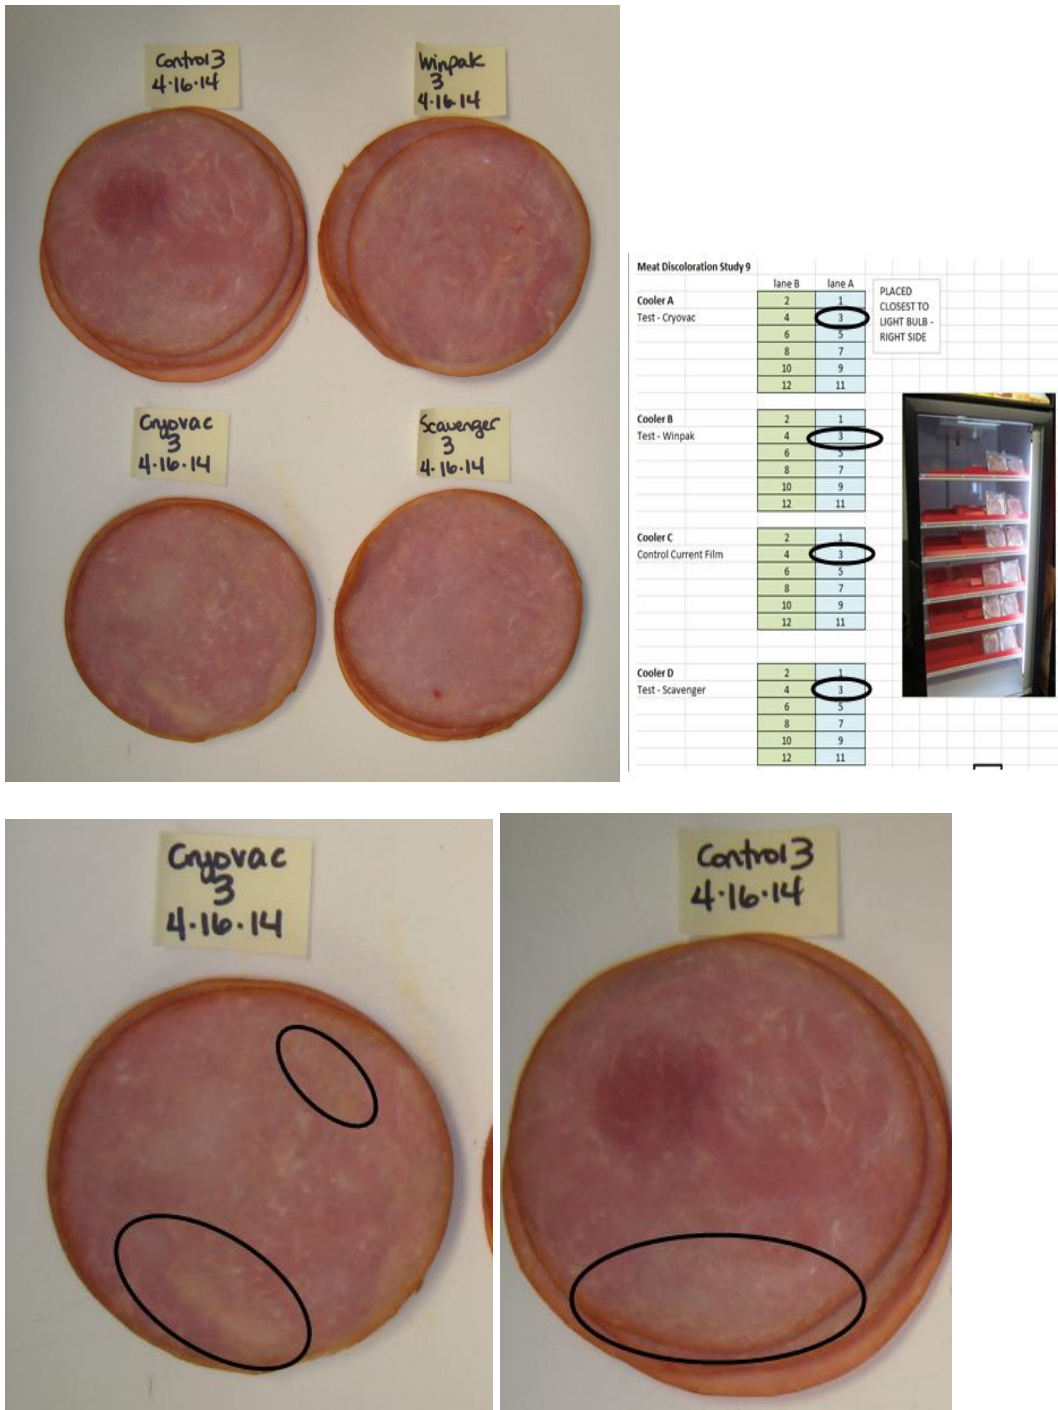 Control 3
4·16·14
Winpak
3
4·16·14
Cryovac
3
4·16·14
Scavenger
3
4·16·14
Meat Discoloration Study 9
lane B lane A
Cooler A 2 1
Test - Cryovac 4 3
6 5
8 7
10 9
12 11
PLACED
CLOSEST TO
LIGHT BULB -
RIGHT SIDE
Cooler B 2 1
Test - Winpak 4 3
6 5
8 7
10 9
12 11
Cooler C 2 1
Control Current Film 4 3
6 5
8 7
10 9
12 11
Cooler D 2 1
Test - Scavenger 4 3
6 5
8 7
10 9
12 11
Cryovac
3
4·16·14
Control 3
4·16·14